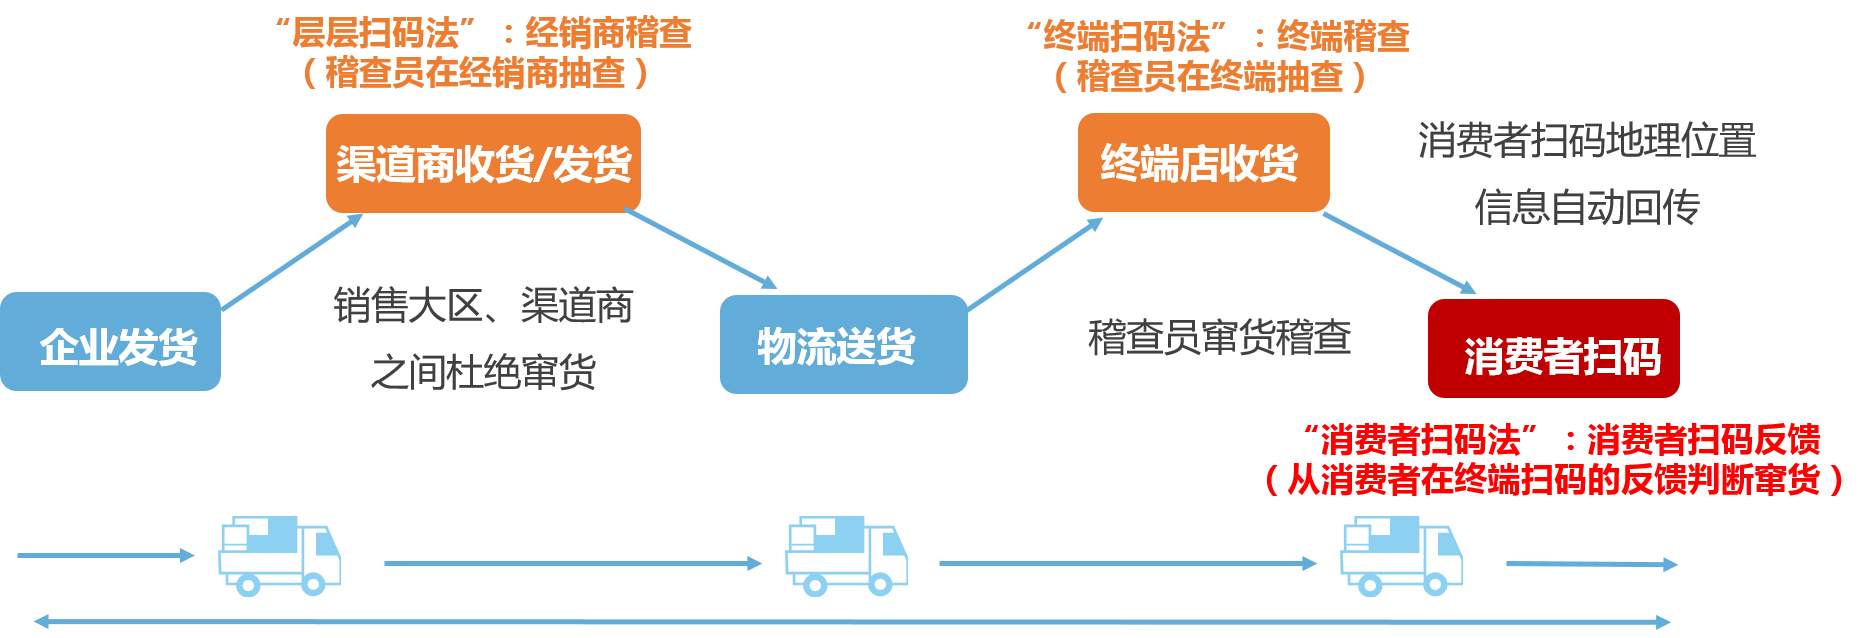 “层层扫码法”：经销商稽查
（稽查员在经销商抽查）
“终端扫码法”：终端稽查
（稽查员在终端抽查）
渠道商收货/发货
终端店收货
消费者扫码地理位置
信息自动回传
企业发货
销售大区、渠道商
之间杜绝窜货
物流送货
稽查员窜货稽查
消费者扫码
“消费者扫码法”：消费者扫码反馈
（从消费者在终端扫码的反馈判断窜货）